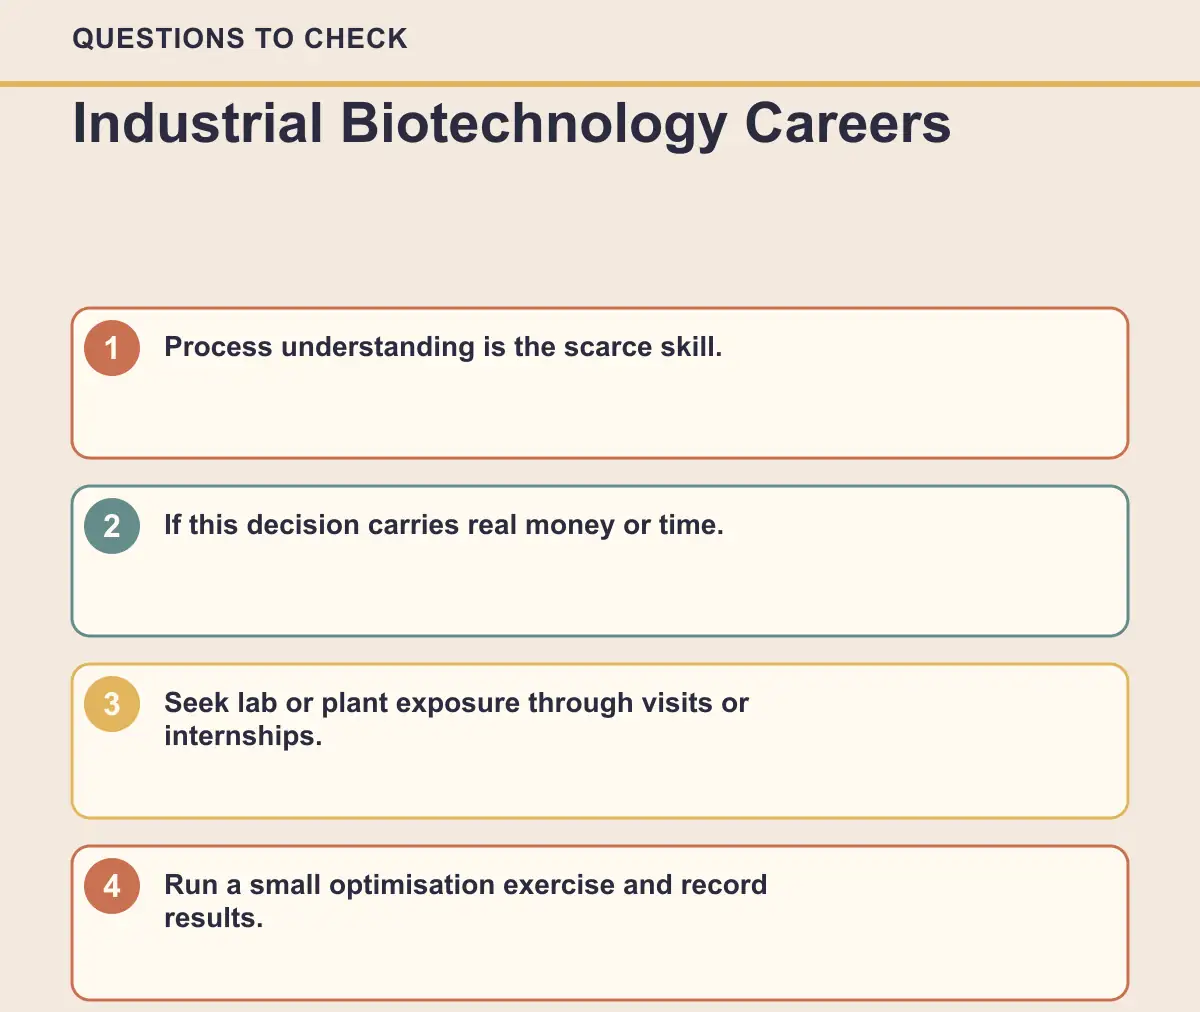 QUESTIONS TO CHECK
Industrial Biotechnology Careers
1
Process understanding is the scarce skill.
2
If this decision carries real money or time.
3
Seek lab or plant exposure through visits or
internships.
4
Run a small optimisation exercise and record
results.